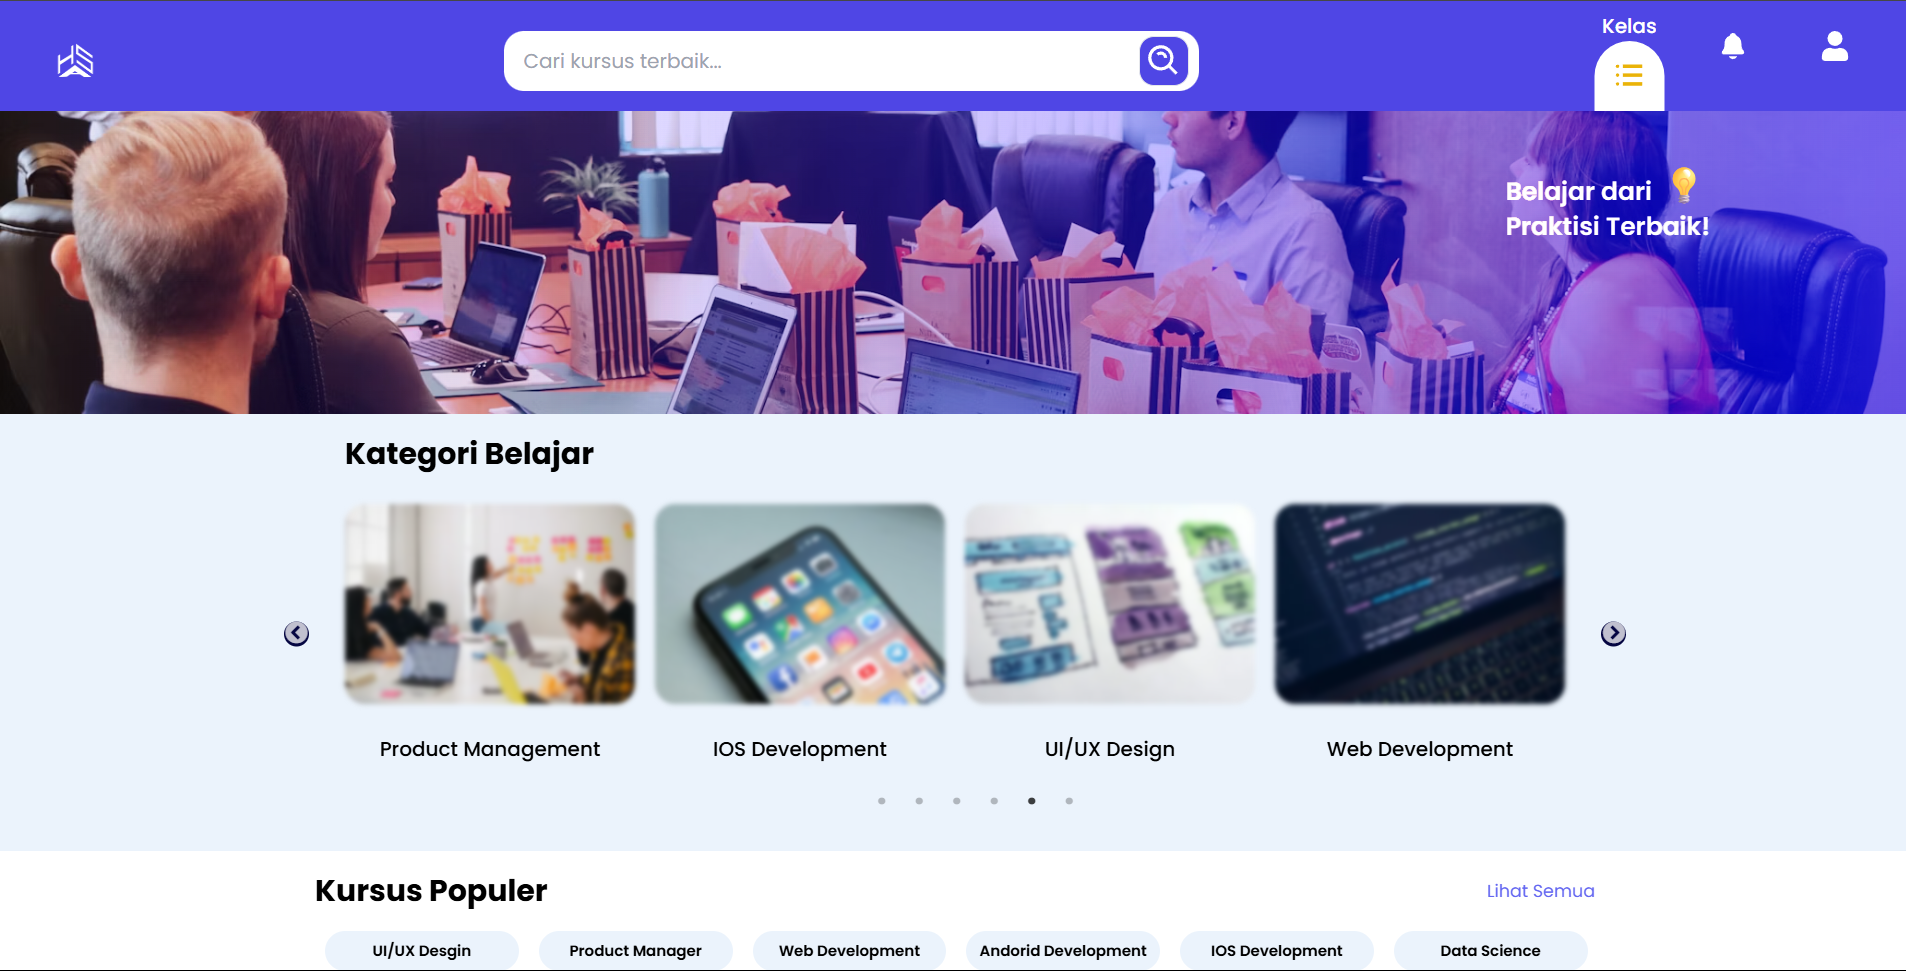 Kelas
Cari kursus terbaik...
Belajar dari
Praktisi Terbaik!
Kategori Belajar
Product Management
IOS Development
UI/UX Design
Web Development
Kursus Populer
Lihat Semua
UI/UX Desgin
Product Manager
Web Development
Andorid Development
IOS Development
Data Science